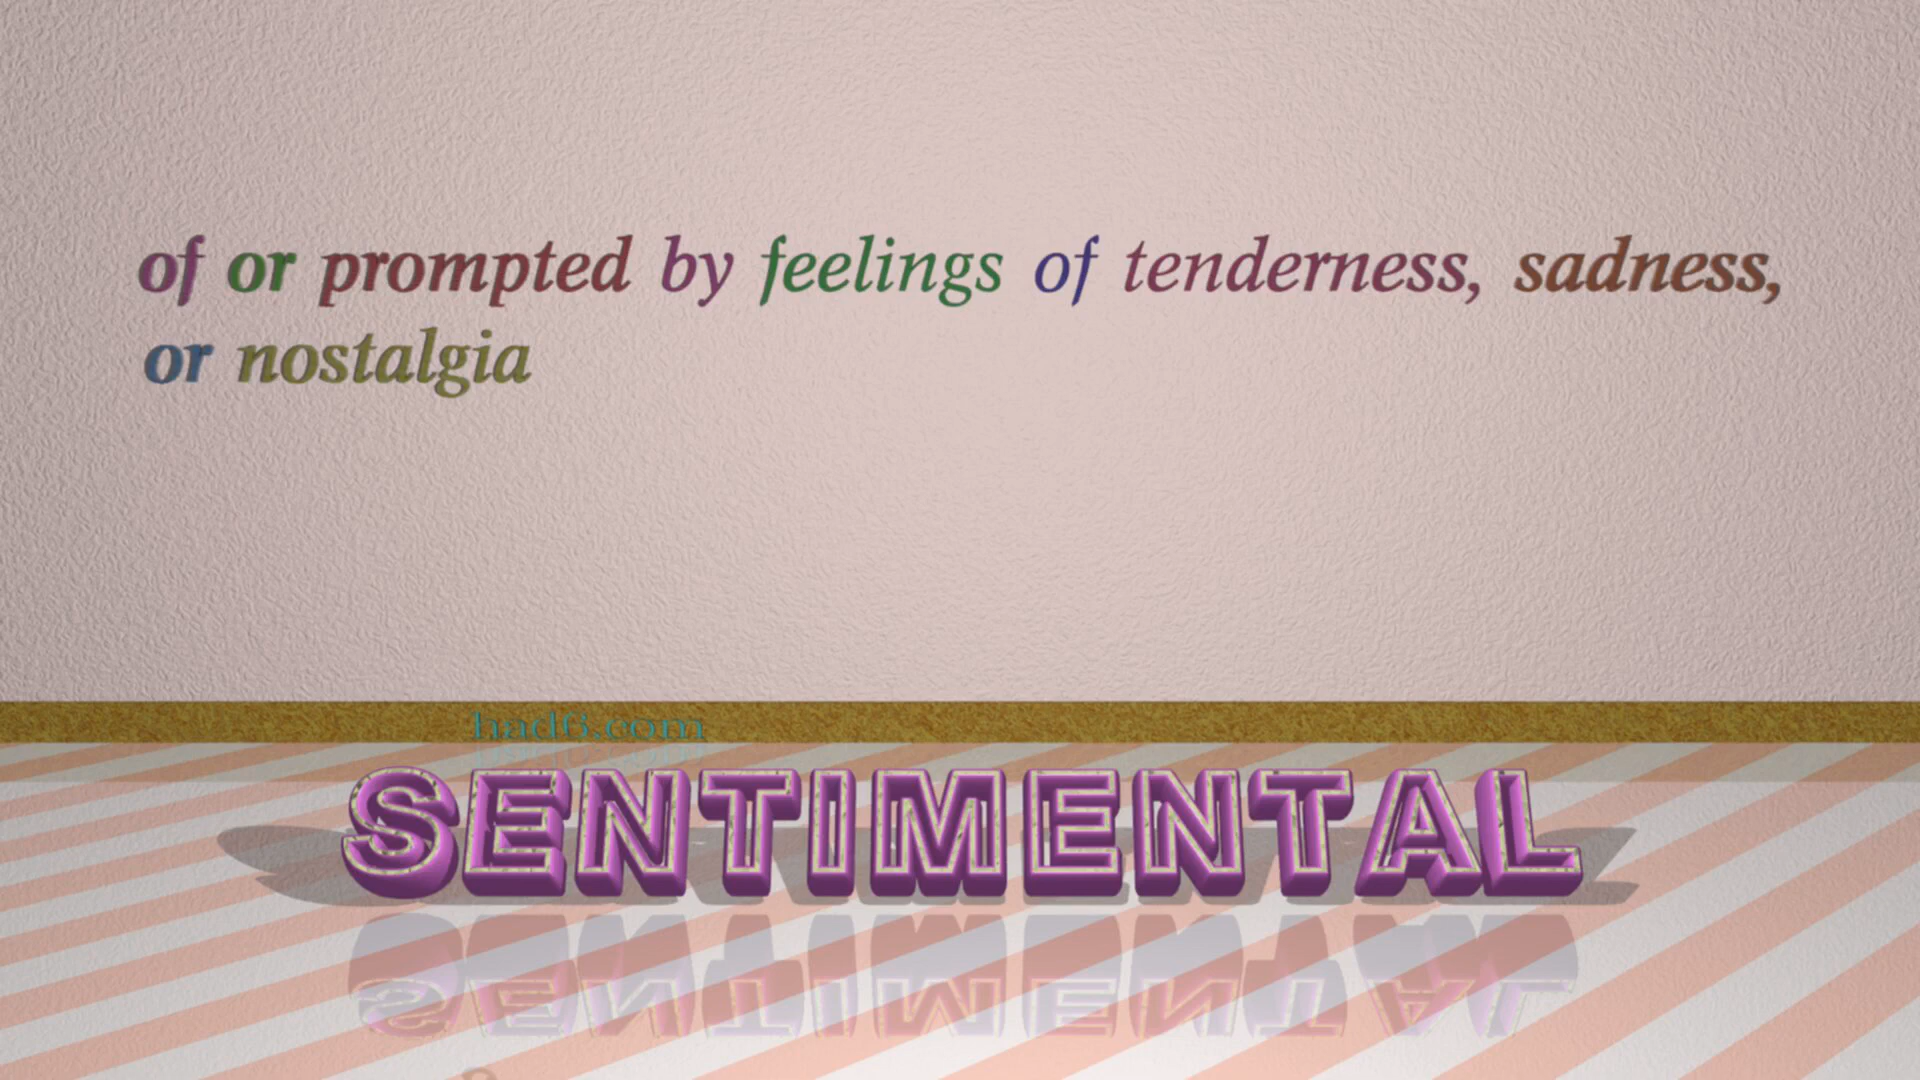 of or prompted by feelings of tenderness, sadness,
or nostalgia
had6.com
SENTIMENTAL